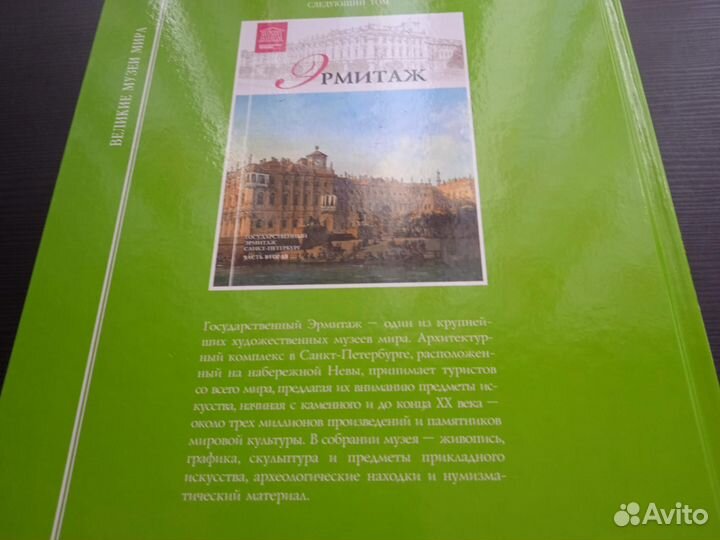 СЛЕДУЮЩИЙ ТОМ
ВЕЛИКИЕ МУЗЕИ МИРА
ЭРМИТАЖ
ГОСУДАРСТВЕННЫЙ
ЭРМИТАЖ
САНКТ-ПЕТЕРБУРГ
ЧАСТЬ ВТОРАЯ
Государственный Эрмитаж — один из крупней-
ших художественных музеев мира. Архитектур-
ный комплекс в Санкт-Петербурге, расположен-
ный на набережной Невы, принимает туристов
со всего мира, предлагая их вниманию предметы ис-
кусства, начиная с каменного и до конца XX века —
около трех миллионов произведений и памятников
мировой культуры. В собрании музея — живопись,
графика, скульптура и предметы прикладного
искусства, археологические находки и нумизма-
тический материал.
Avito